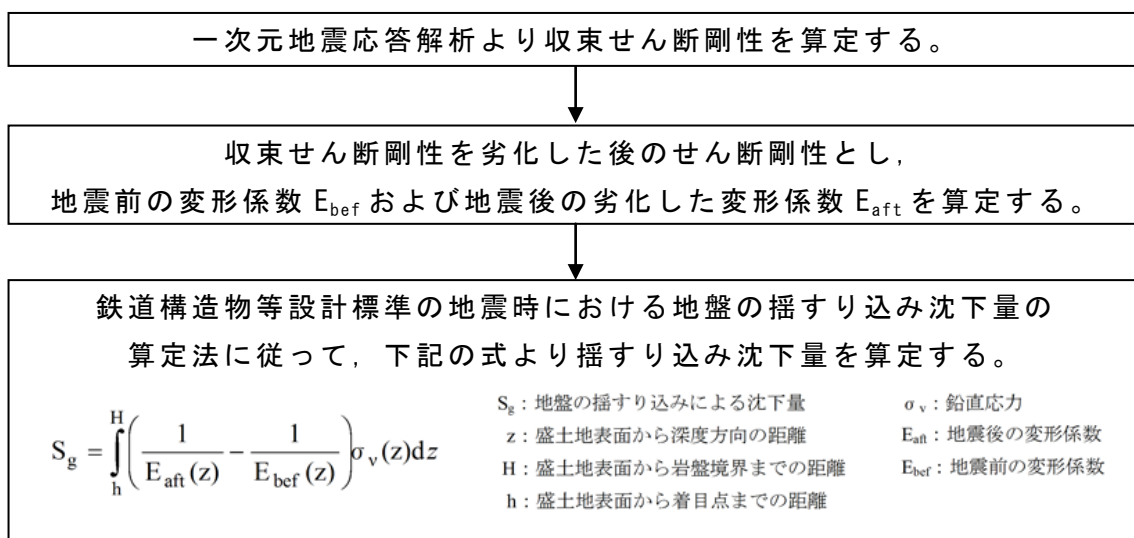 一次元地震応答解析より収束せん断剛性を算定する。
収束せん断剛性を劣化した後のせん断剛性とし，
地震前の変形係数 E_bef および地震後の劣化した変形係数 E_aft を算定する。
鉄道構造物等設計標準の地震時における地盤の揺すり込み沈下量の
算定法に従って，下記の式より揺すり込み沈下量を算定する。
S_g = ∫_h^H (1/E_aft(z) − 1/E_bef(z)) σ_v(z)dz
S_g：地盤の揺すり込みによる沈下量
z：盛土地表面から深度方向の距離
H：盛土地表面から岩盤境界までの距離
h：盛土地表面から着目点までの距離
σ_v：鉛直応力
E_aft：地震後の変形係数
E_bef：地震前の変形係数